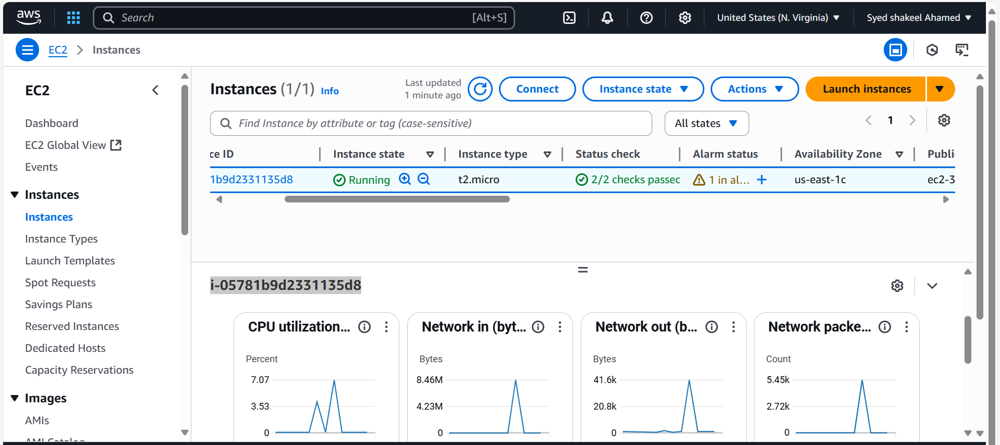 aws
Search [Alt+S]
United States (N. Virginia)
Syed shakeel Ahamed
EC2 Instances
EC2
Dashboard
EC2 Global View
Events
Instances
Instances
Instance Types
Launch Templates
Spot Requests
Savings Plans
Reserved Instances
Dedicated Hosts
Capacity Reservations
Images
AMIs
AMI Catalog
Instances (1/1) Info
Last updated
1 minute ago
Connect
Instance state
Actions
Launch instances
Find Instance by attribute or tag (case-sensitive)
All states
1
ce ID Instance state Instance type Status check Alarm status Availability Zone Publi
1b9d2331135d8 Running t2.micro 2/2 checks passed 1 in al... us-east-1c ec2-3
i-05781b9d2331135d8
CPU utilization...
Percent
7.07
3.53
0
Network in (byt...
Bytes
8.46M
4.23M
0
Network out (b...
Bytes
41.6k
20.8k
0
Network packe...
Count
5.45k
2.72k
0